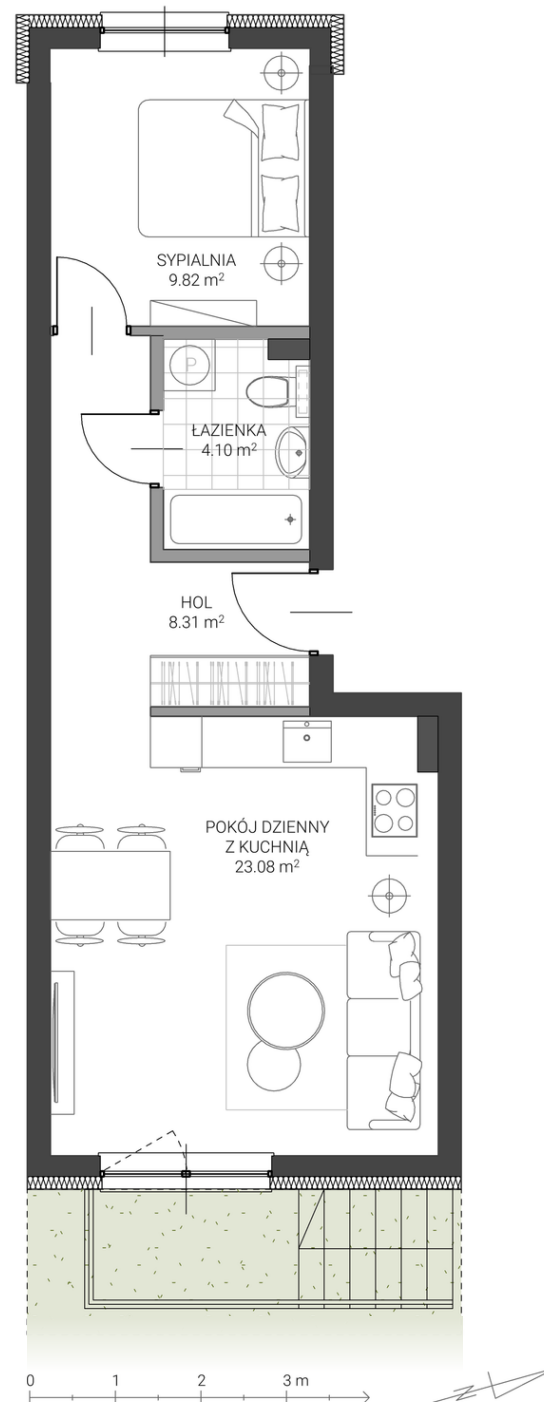 SYPIALNIA
9.82 m²
ŁAZIENKA
4.10 m²
HOL
8.31 m²
POKÓJ DZIENNY
Z KUCHNIĄ
23.08 m²
0 1 2 3 m